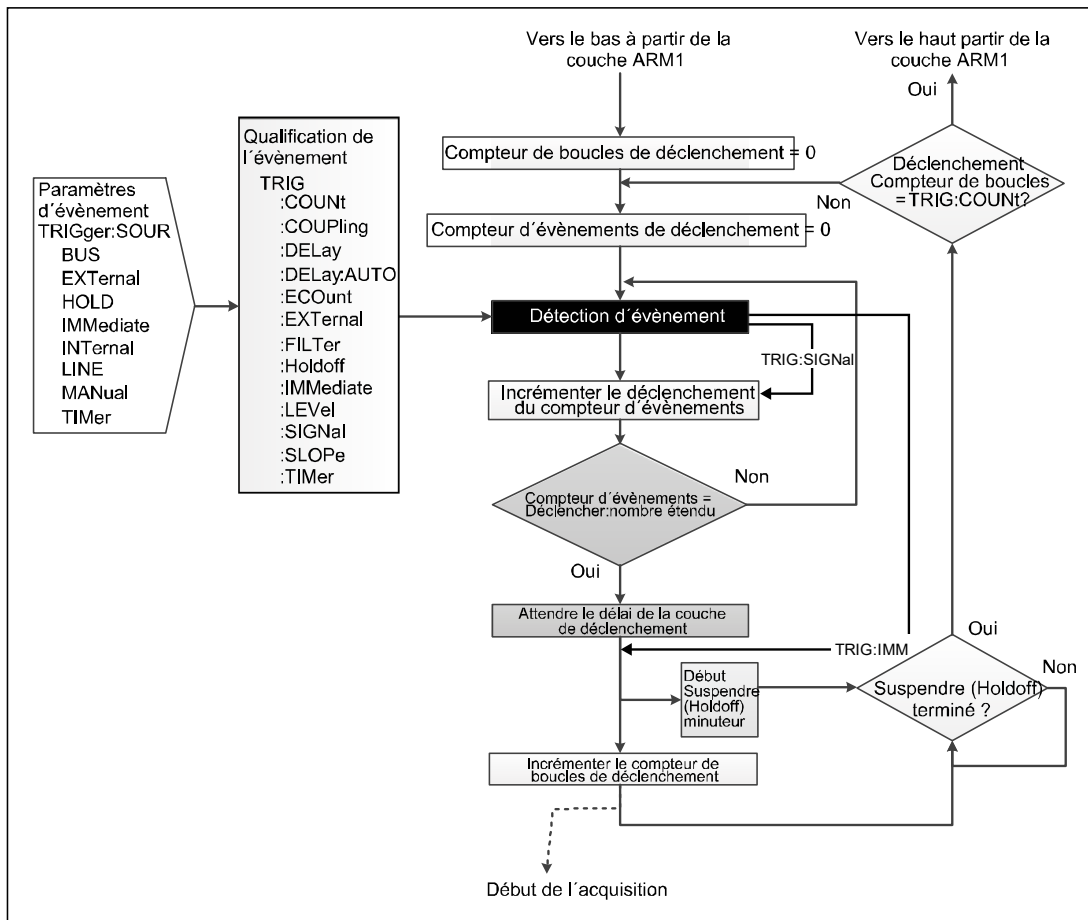 Vers le bas à partir de la
couche ARM1
Vers le haut partir de la
couche ARM1
Oui
Déclenchement
Compteur de boucles
= TRIG:COUNt?
Non
Compteur de boucles de déclenchement = 0
Compteur d´évènements de déclenchement = 0
Paramètres
d´évènement
TRIGger:SOUR
BUS
EXTernal
HOLD
IMMediate
INTernal
LINE
MANual
TIMer
Qualification de
l´évènement
TRIG
:COUNt
:COUPling
:DELay
:DELay:AUTO
:ECOunt
:EXTernal
:FILTer
:Holdoff
:IMMediate
:LEVel
:SIGNal
:SLOPe
:TIMer
Détection d´évènement
TRIG:SIGNal
Incrémenter le déclenchement
du compteur d´évènements
Non
Compteur d´évènements =
Déclencher:nombre étendu
Oui
Attendre le délai de la couche
de déclenchement
TRIG:IMM
Début
Suspendre
(Holdoff)
minuteur
Oui
Non
Suspendre (Holdoff)
terminé ?
Incrémenter le compteur de
boucles de déclenchement
Début de l´acquisition